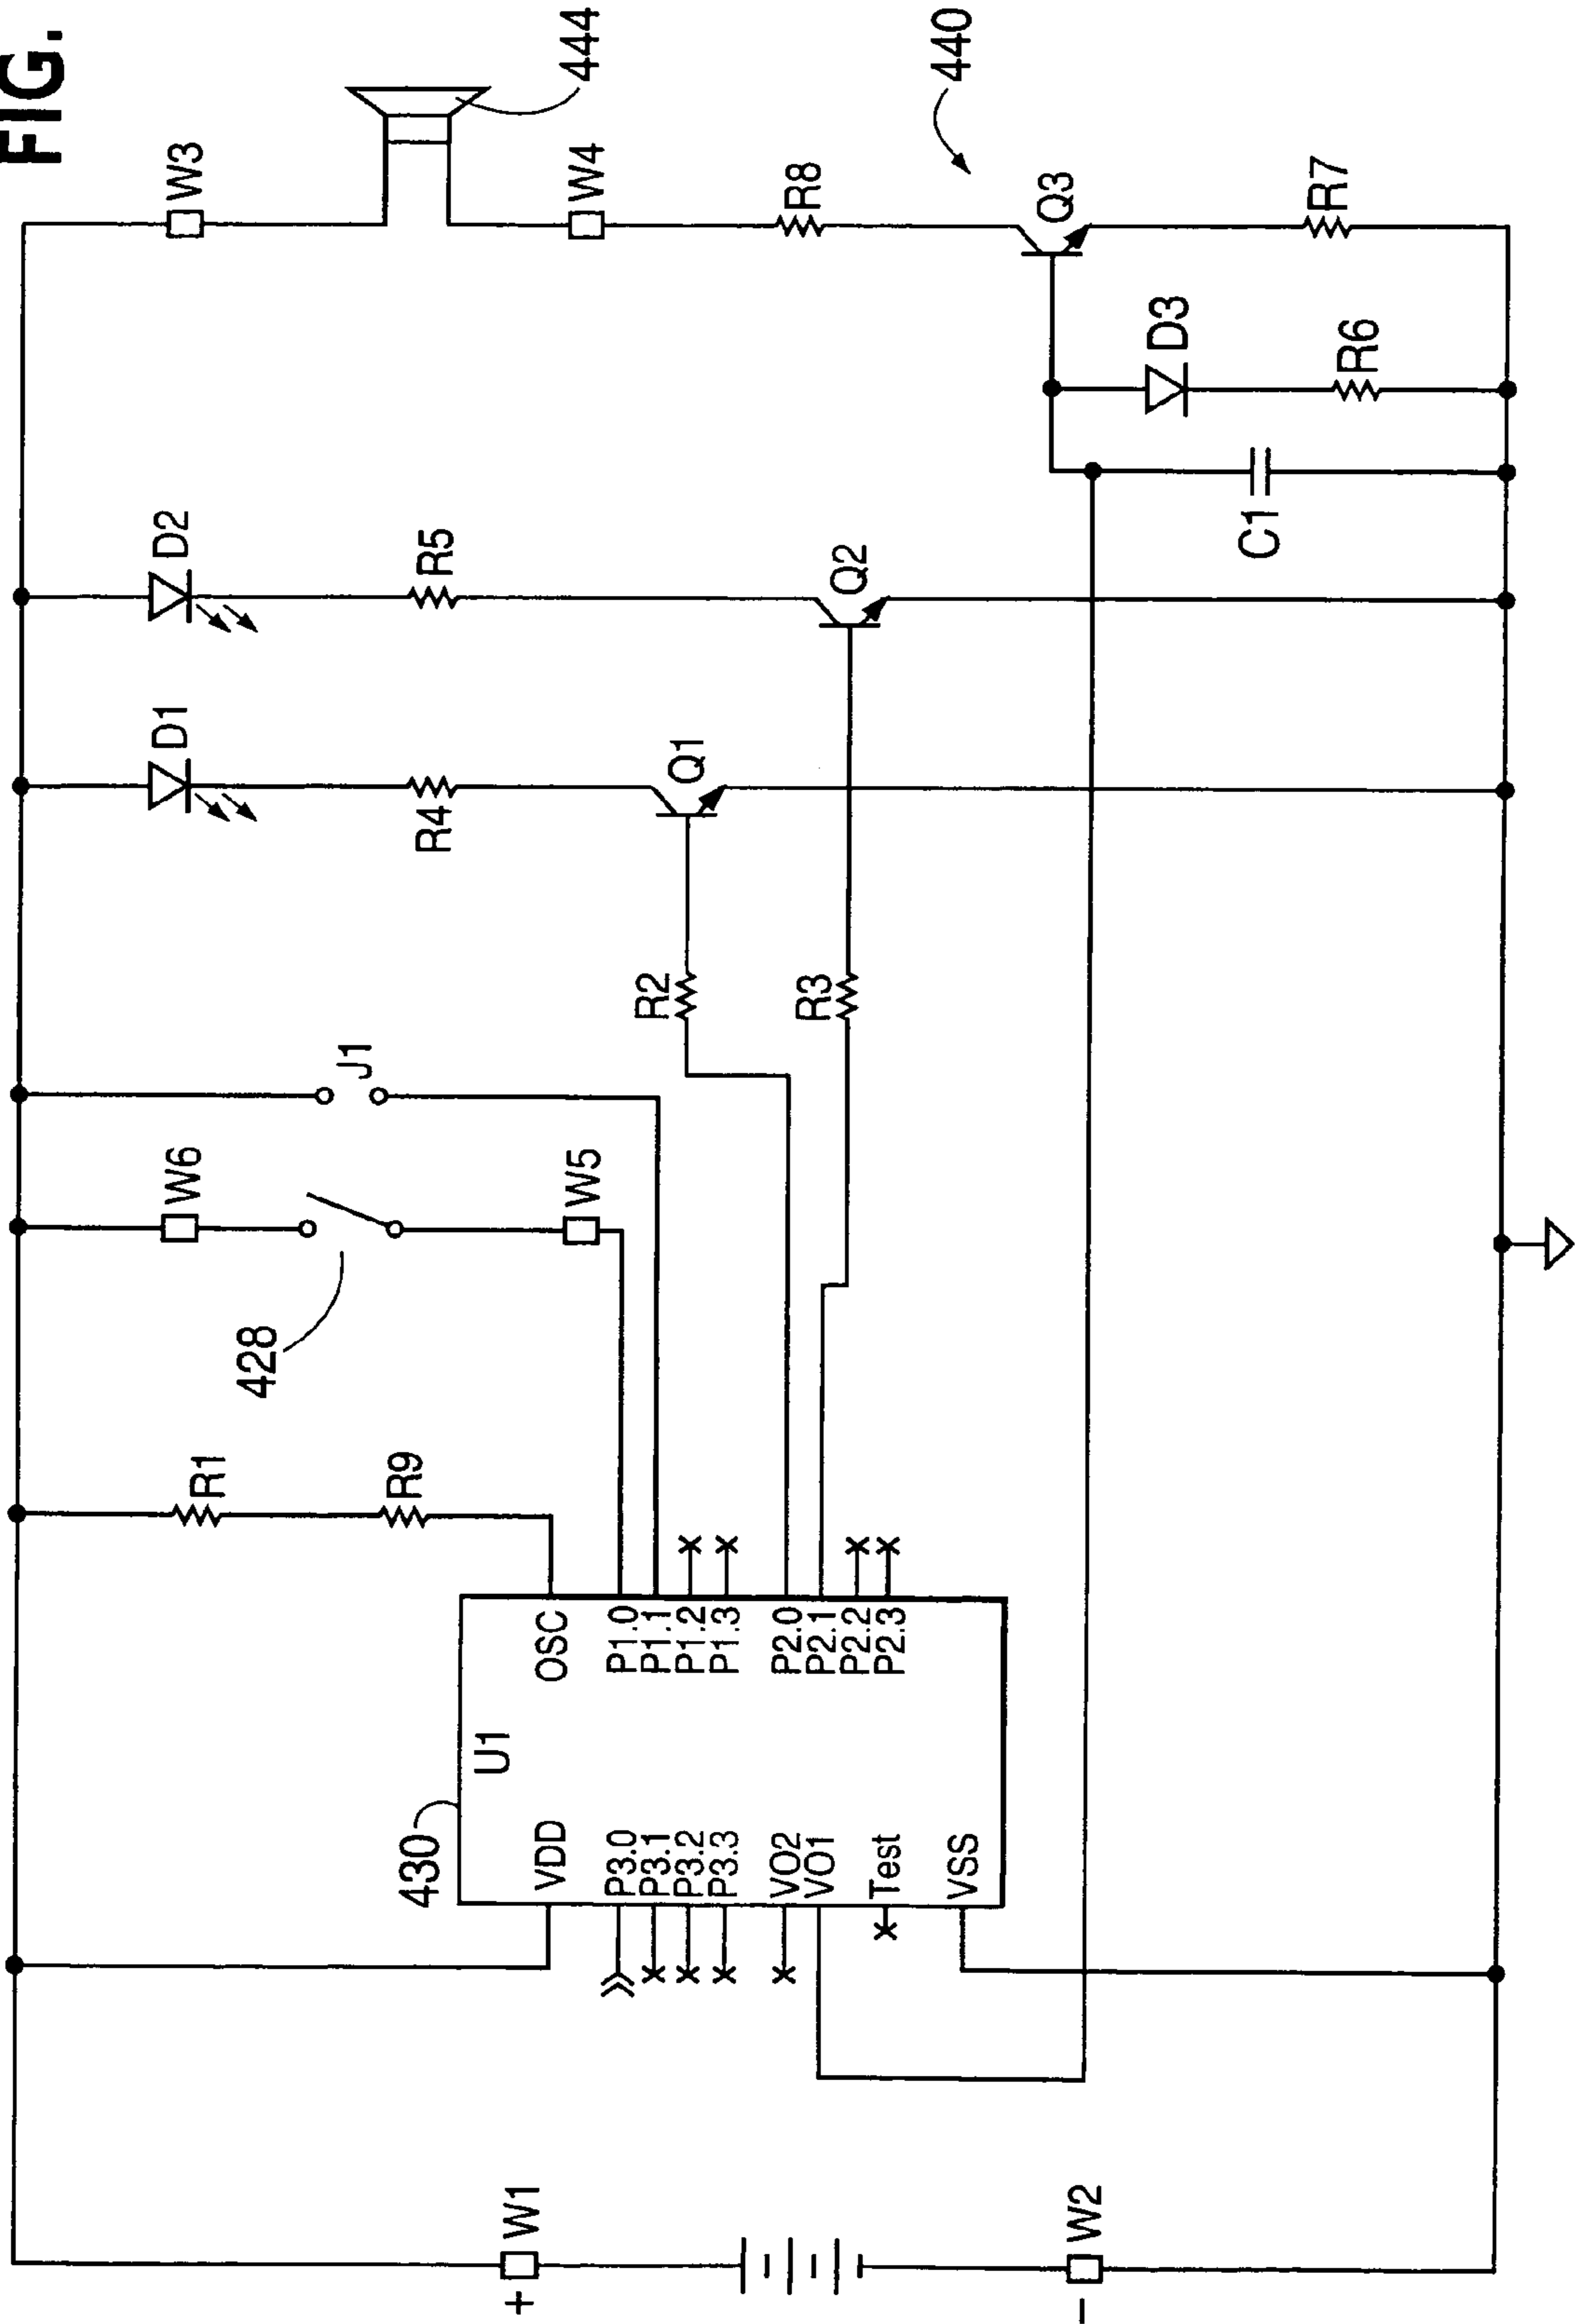 FIG.
W3
444
W4
R8
440
Q3
R7
D3
R6
C1
D2
R5
Q2
D1
R4
Q1
R2
R3
J1
W6
W5
428
R1
R9
430
U1
VDD
OSC
P3.0
P3.1
P3.2
P3.3
P1.0
P1.1
P1.2
P1.3
VO2
VO1
P2.0
P2.1
P2.2
P2.3
Test
VSS
+
W1
W2
–